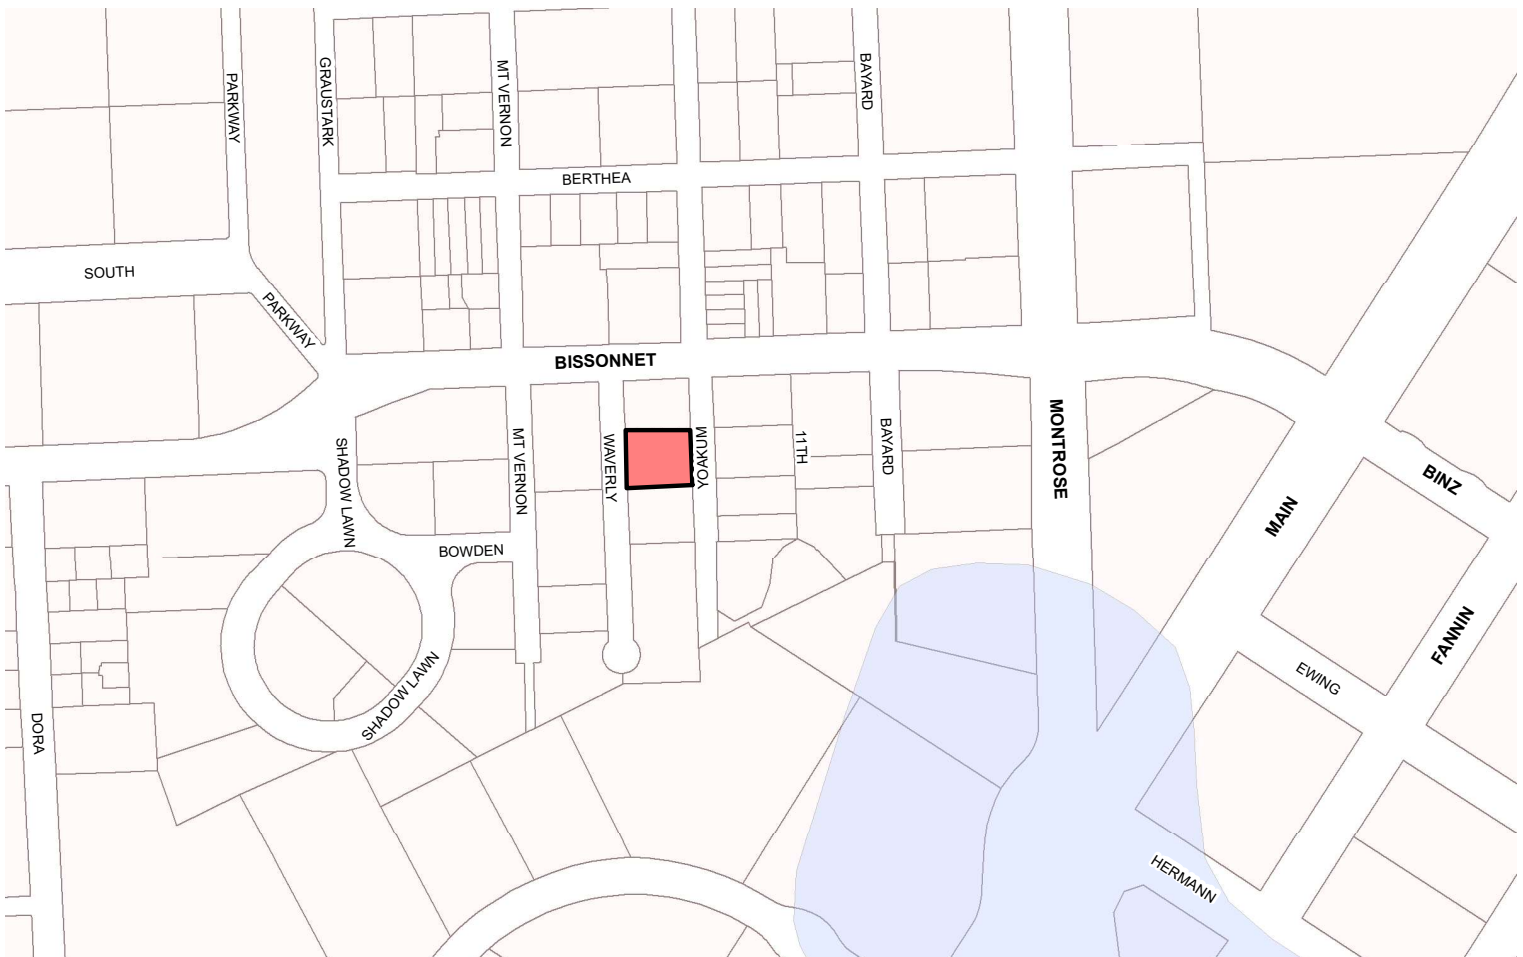 PARKWAY
GRAUSTARK
MT VERNON
BAYARD
BERTHEA
SOUTH
PARKWAY
BISSONNET
SHADOW LAWN
MT VERNON
WAVERLY
YOAKUM
11TH
BAYARD
MONTROSE
MAIN
BINZ
BOWDEN
SHADOW LAWN
DORA
EWING
FANNIN
HERMANN